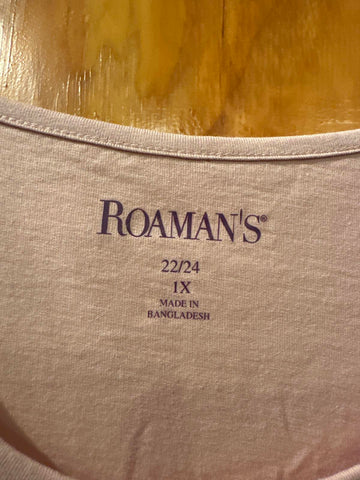 ROAMAN'S®
22/24
1X
MADE IN
BANGLADESH